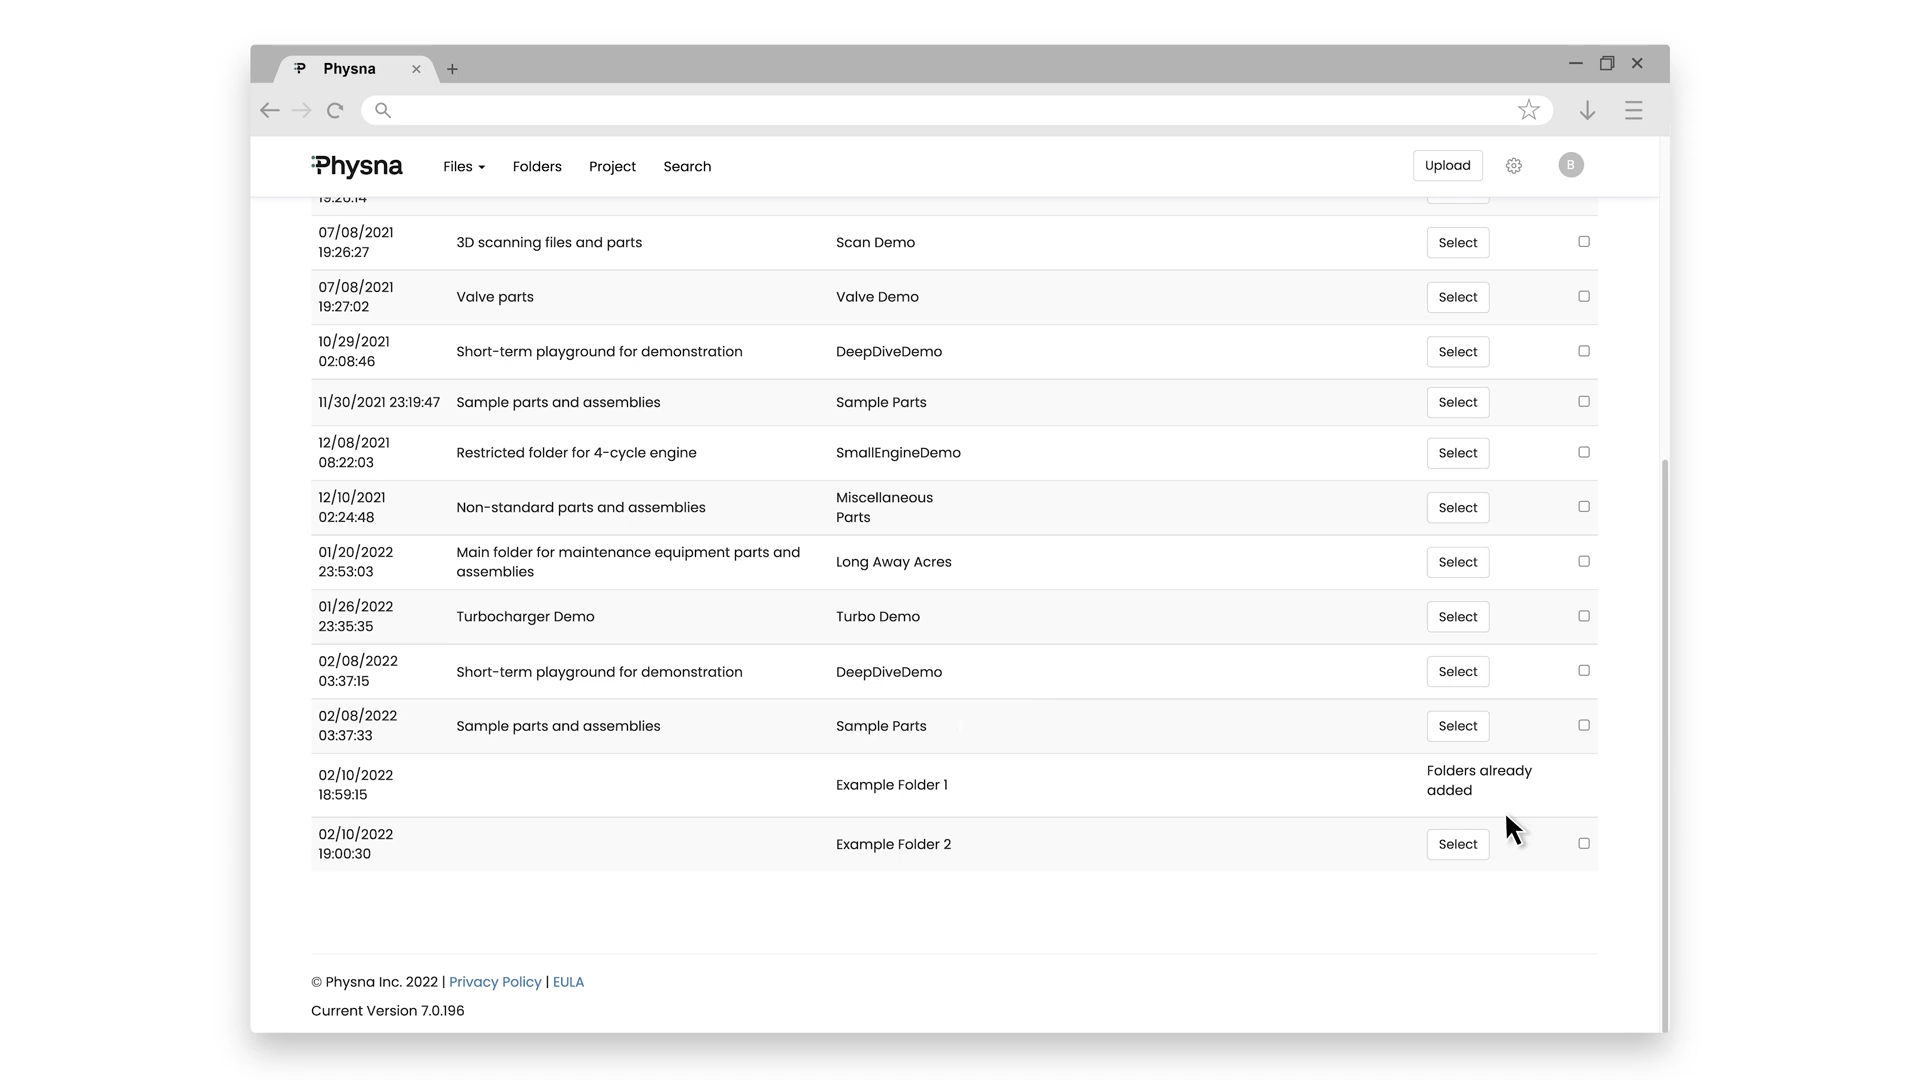 Physna
Physna
Files
Folders
Project
Search
Upload
B
07/08/2021
19:26:27
3D scanning files and parts
Scan Demo
Select
07/08/2021
19:27:02
Valve parts
Valve Demo
Select
10/29/2021
02:08:46
Short-term playground for demonstration
DeepDiveDemo
Select
11/30/2021 23:19:47
Sample parts and assemblies
Sample Parts
Select
12/08/2021
08:22:03
Restricted folder for 4-cycle engine
SmallEngineDemo
Select
12/10/2021
02:24:48
Non-standard parts and assemblies
Miscellaneous
Parts
Select
01/20/2022
23:53:03
Main folder for maintenance equipment parts and
assemblies
Long Away Acres
Select
01/26/2022
23:35:35
Turbocharger Demo
Turbo Demo
Select
02/08/2022
03:37:15
Short-term playground for demonstration
DeepDiveDemo
Select
02/08/2022
03:37:33
Sample parts and assemblies
Sample Parts
Select
02/10/2022
18:59:15
Example Folder 1
Folders already
added
02/10/2022
19:00:30
Example Folder 2
Select
© Physna Inc. 2022 | Privacy Policy | EULA
Current Version 7.0.196